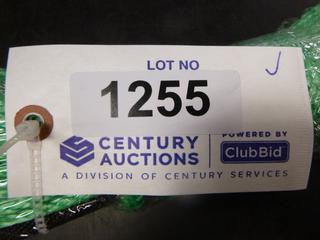 LOT NO
1255
CENTURY AUCTIONS
POWERED BY
ClubBid
A DIVISION OF CENTURY SERVICES